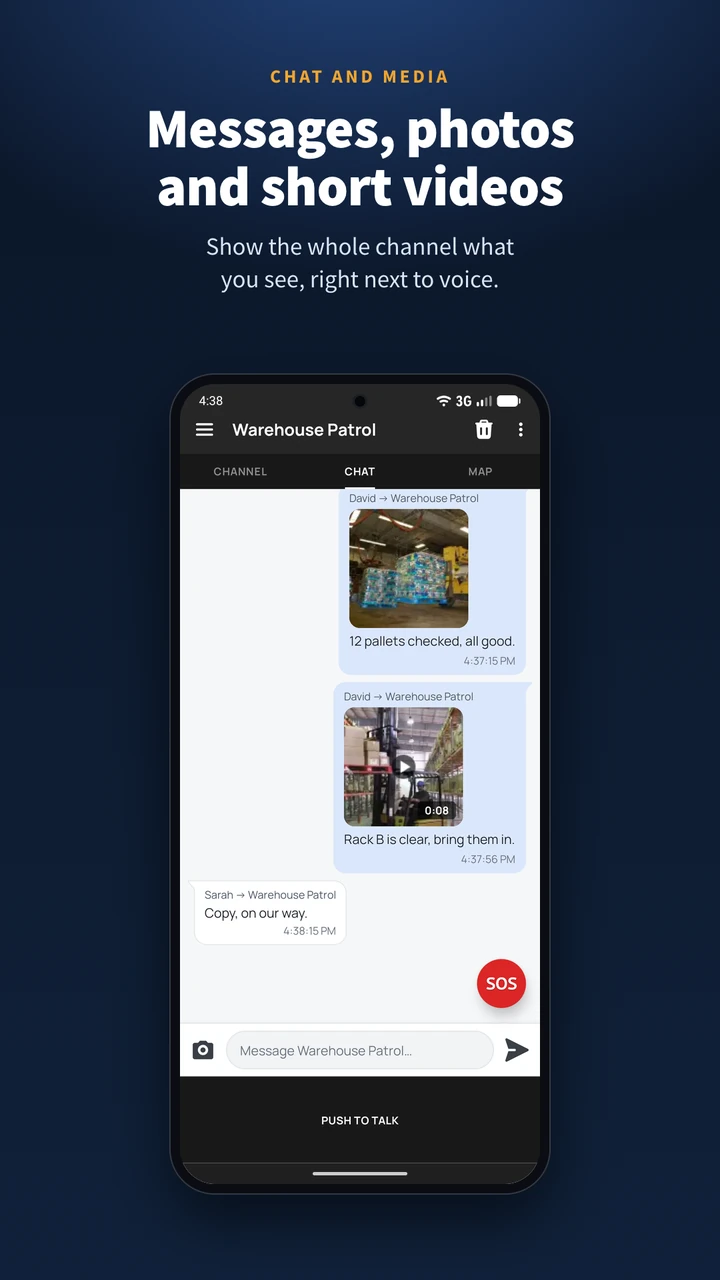 CHAT AND MEDIA
Messages, photos
and short videos
Show the whole channel what
you see, right next to voice.
4:38
3G
Warehouse Patrol
CHANNEL
CHAT
MAP
David → Warehouse Patrol
12 pallets checked, all good.
4:37:15 PM
David → Warehouse Patrol
0:08
Rack B is clear, bring them in.
4:37:56 PM
Sarah → Warehouse Patrol
Copy, on our way.
4:38:15 PM
SOS
Message Warehouse Patrol…
PUSH TO TALK